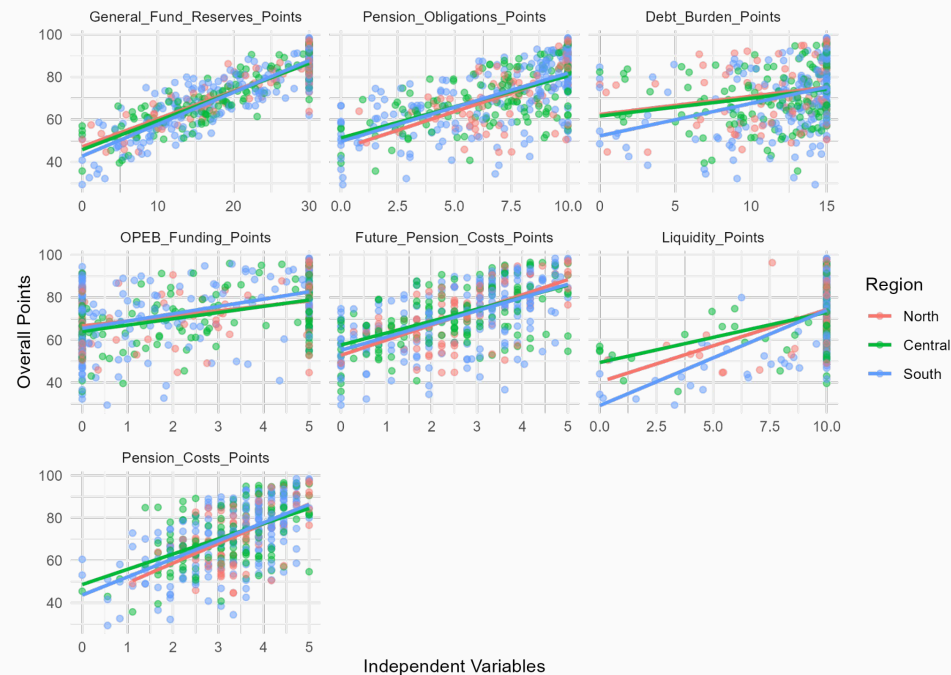 General_Fund_Reserves_Points Pension_Obligations_Points Debt_Burden_Points
100
80
60
40
0 10 20 30 0.0 2.5 5.0 7.5 10.0 0 5 10 15
OPEB_Funding_Points Future_Pension_Costs_Points Liquidity_Points
100
80
60
40
0 1 2 3 4 5 0 1 2 3 4 5 0.0 2.5 5.0 7.5 10.0
Pension_Costs_Points
100
80
60
40
0 1 2 3 4 5
Overall Points
Independent Variables
Region
North
Central
South